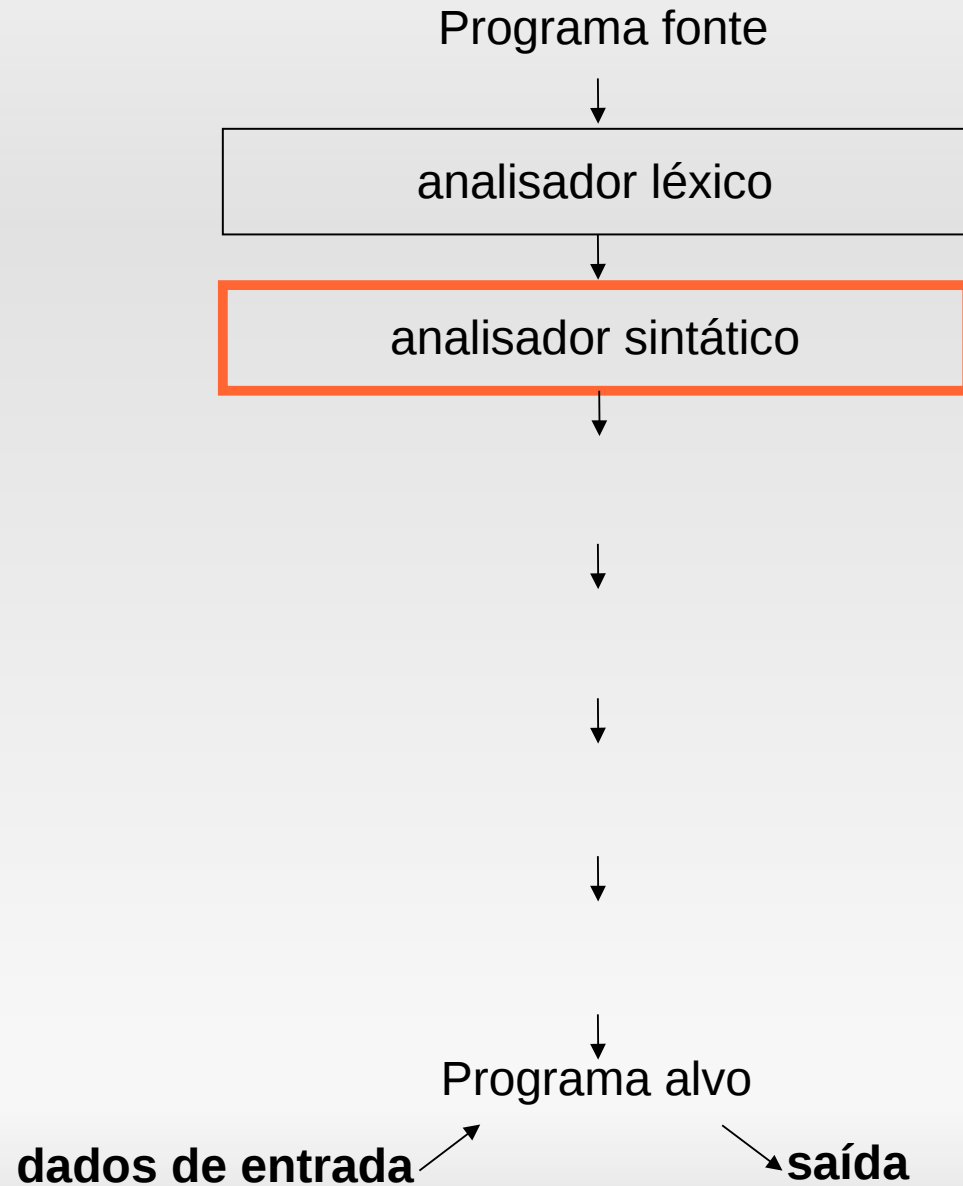 Programa fonte
analisador léxico
analisador sintático
Programa alvo
dados de entrada
saída